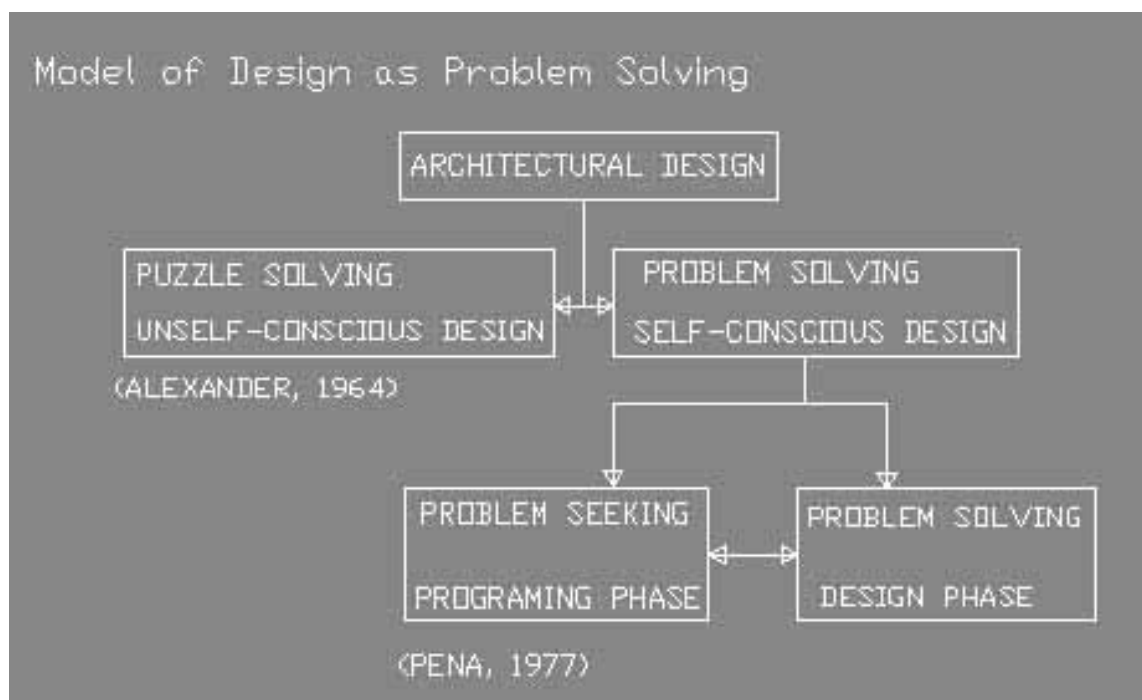 Model of Design as Problem Solving
ARCHITECTURAL DESIGN
PUZZLE SOLVING
UNSELF-CONSCIOUS DESIGN
(ALEXANDER, 1964)
PROBLEM SOLVING
SELF-CONSCIOUS DESIGN
PROBLEM SEEKING
PROGRAMING PHASE
(PENA, 1977)
PROBLEM SOLVING
DESIGN PHASE